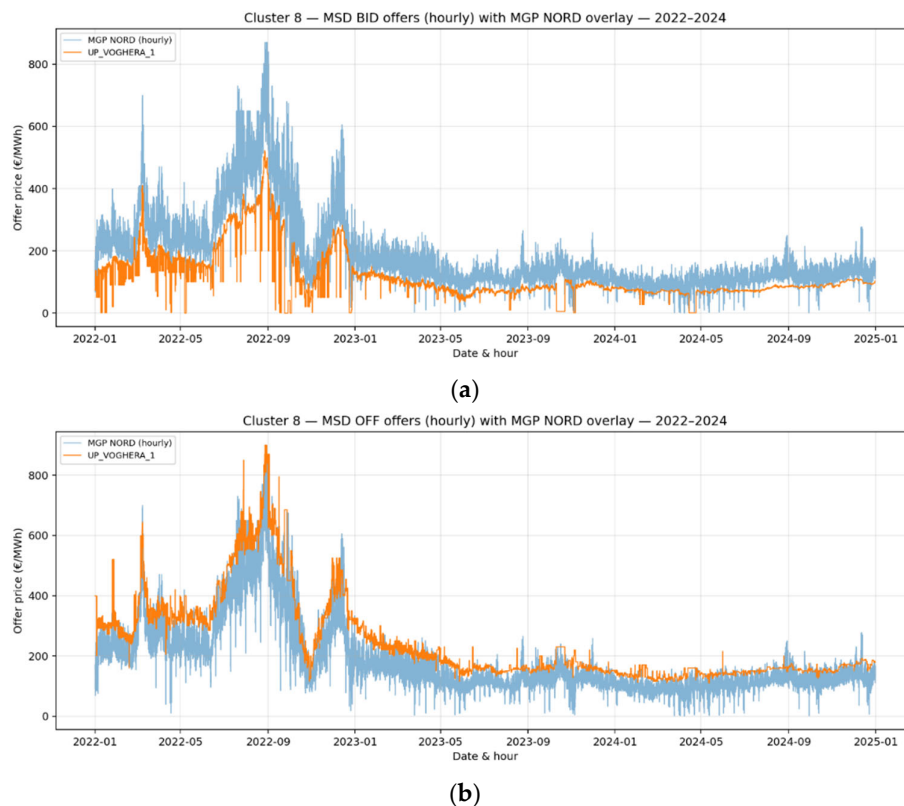 Cluster 8 — MSD BID offers (hourly) with MGP NORD overlay — 2022–2024
MGP NORD (hourly)
UP_VOGHERA_1
Offer price (€/MWh)
800
600
400
200
0
2022-01 2022-05 2022-09 2023-01 2023-05 2023-09 2024-01 2024-05 2024-09 2025-01
Date & hour
(a)
Cluster 8 — MSD OFF offers (hourly) with MGP NORD overlay — 2022–2024
MGP NORD (hourly)
UP_VOGHERA_1
Offer price (€/MWh)
800
600
400
200
0
2022-01 2022-05 2022-09 2023-01 2023-05 2023-09 2024-01 2024-05 2024-09 2025-01
Date & hour
(b)